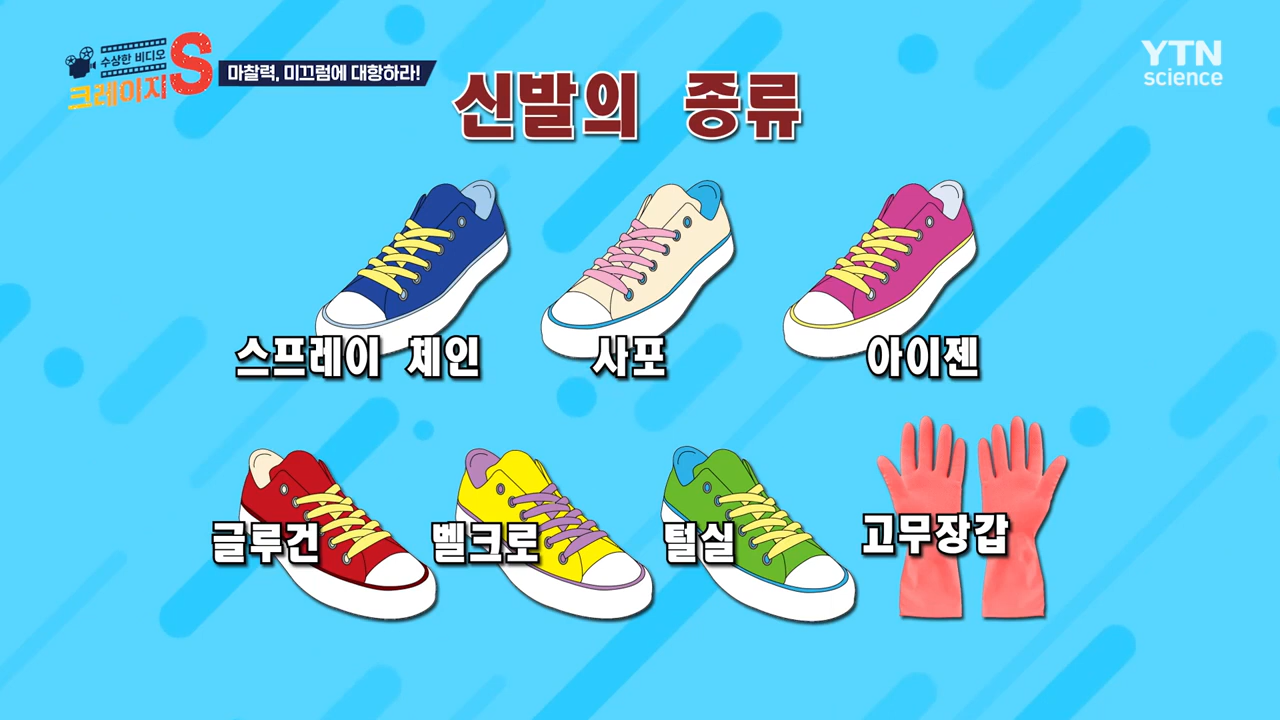 수상한 비디오
크레이지 S
마찰력, 미끄럼에 대항하라!
YTN
science
신발의 종류
스프레이 체인
사포
아이젠
글루건
벨크로
털실
고무장갑